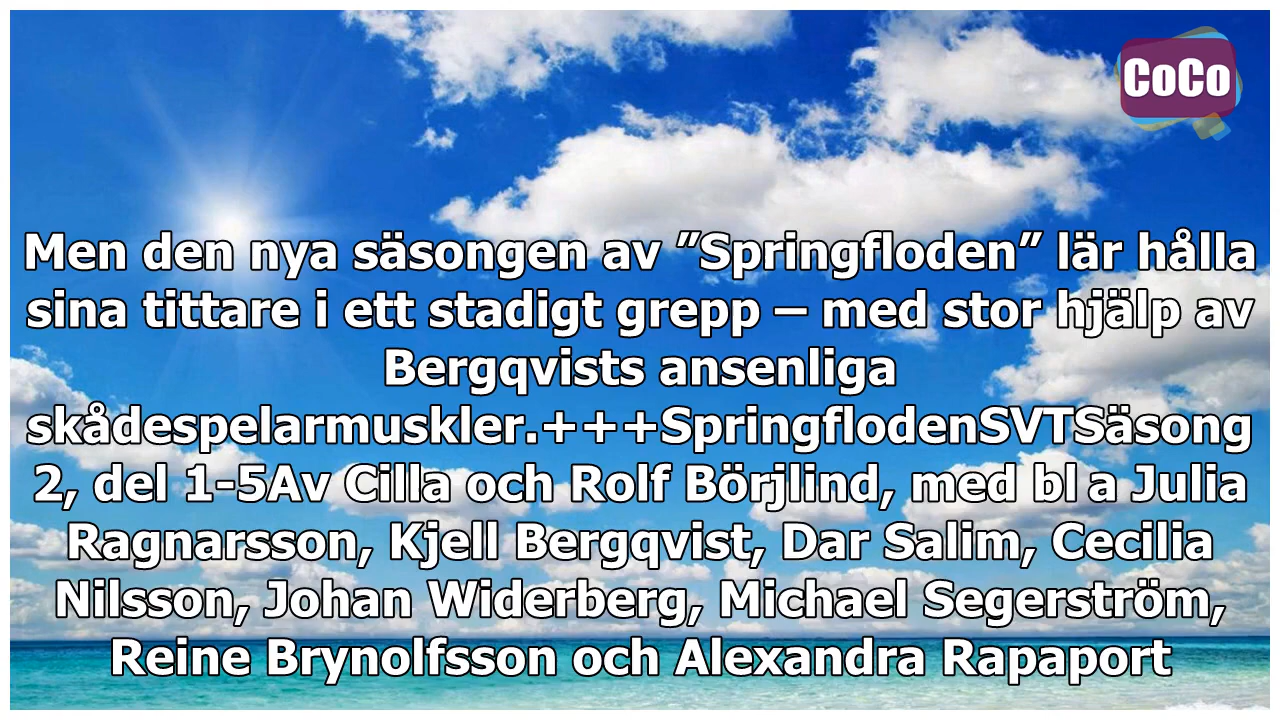 CoCo
Men den nya säsongen av ”Springfloden” lär hålla
sina tittare i ett stadigt grepp – med stor hjälp av
Bergqvists ansenliga
skådespelarmuskler.+++SpringflodenSVTSäsong
2, del 1-5Av Cilla och Rolf Börjlind, med bl a Julia
Ragnarsson, Kjell Bergqvist, Dar Salim, Cecilia
Nilsson, Johan Widerberg, Michael Segerström,
Reine Brynolfsson och Alexandra Rapaport